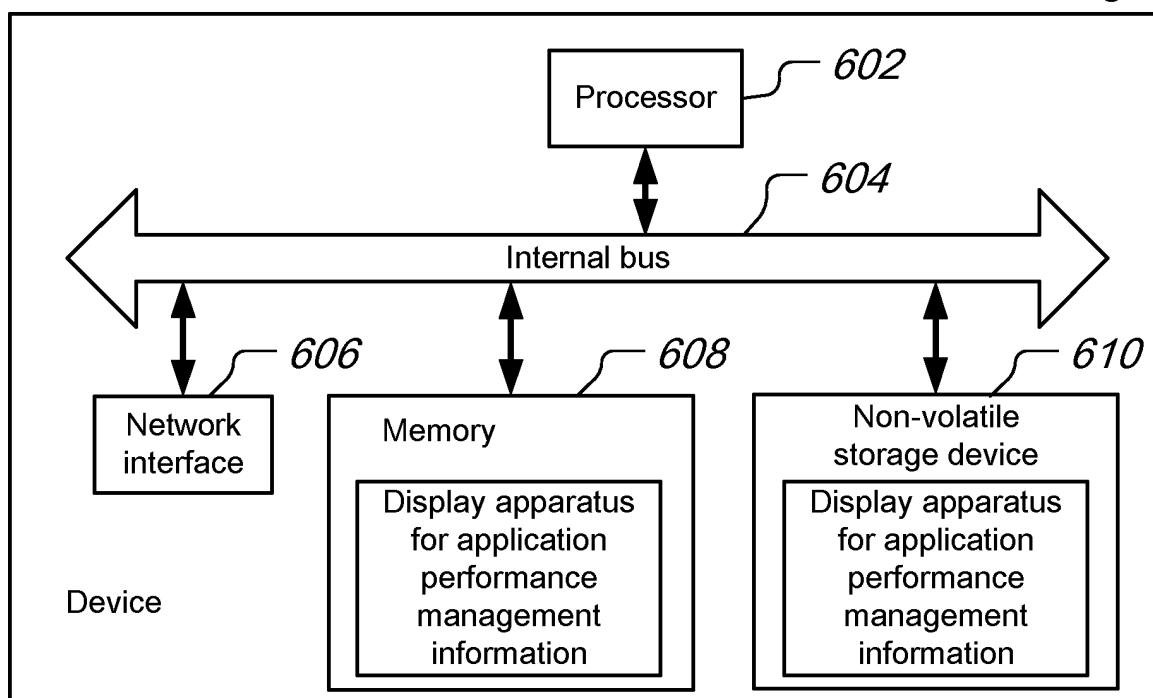 Processor
602
604
Internal bus
606
608
610
Network
interface
Memory
Non-volatile
storage device
Display apparatus
for application
performance
management
information
Display apparatus
for application
performance
management
information
Device